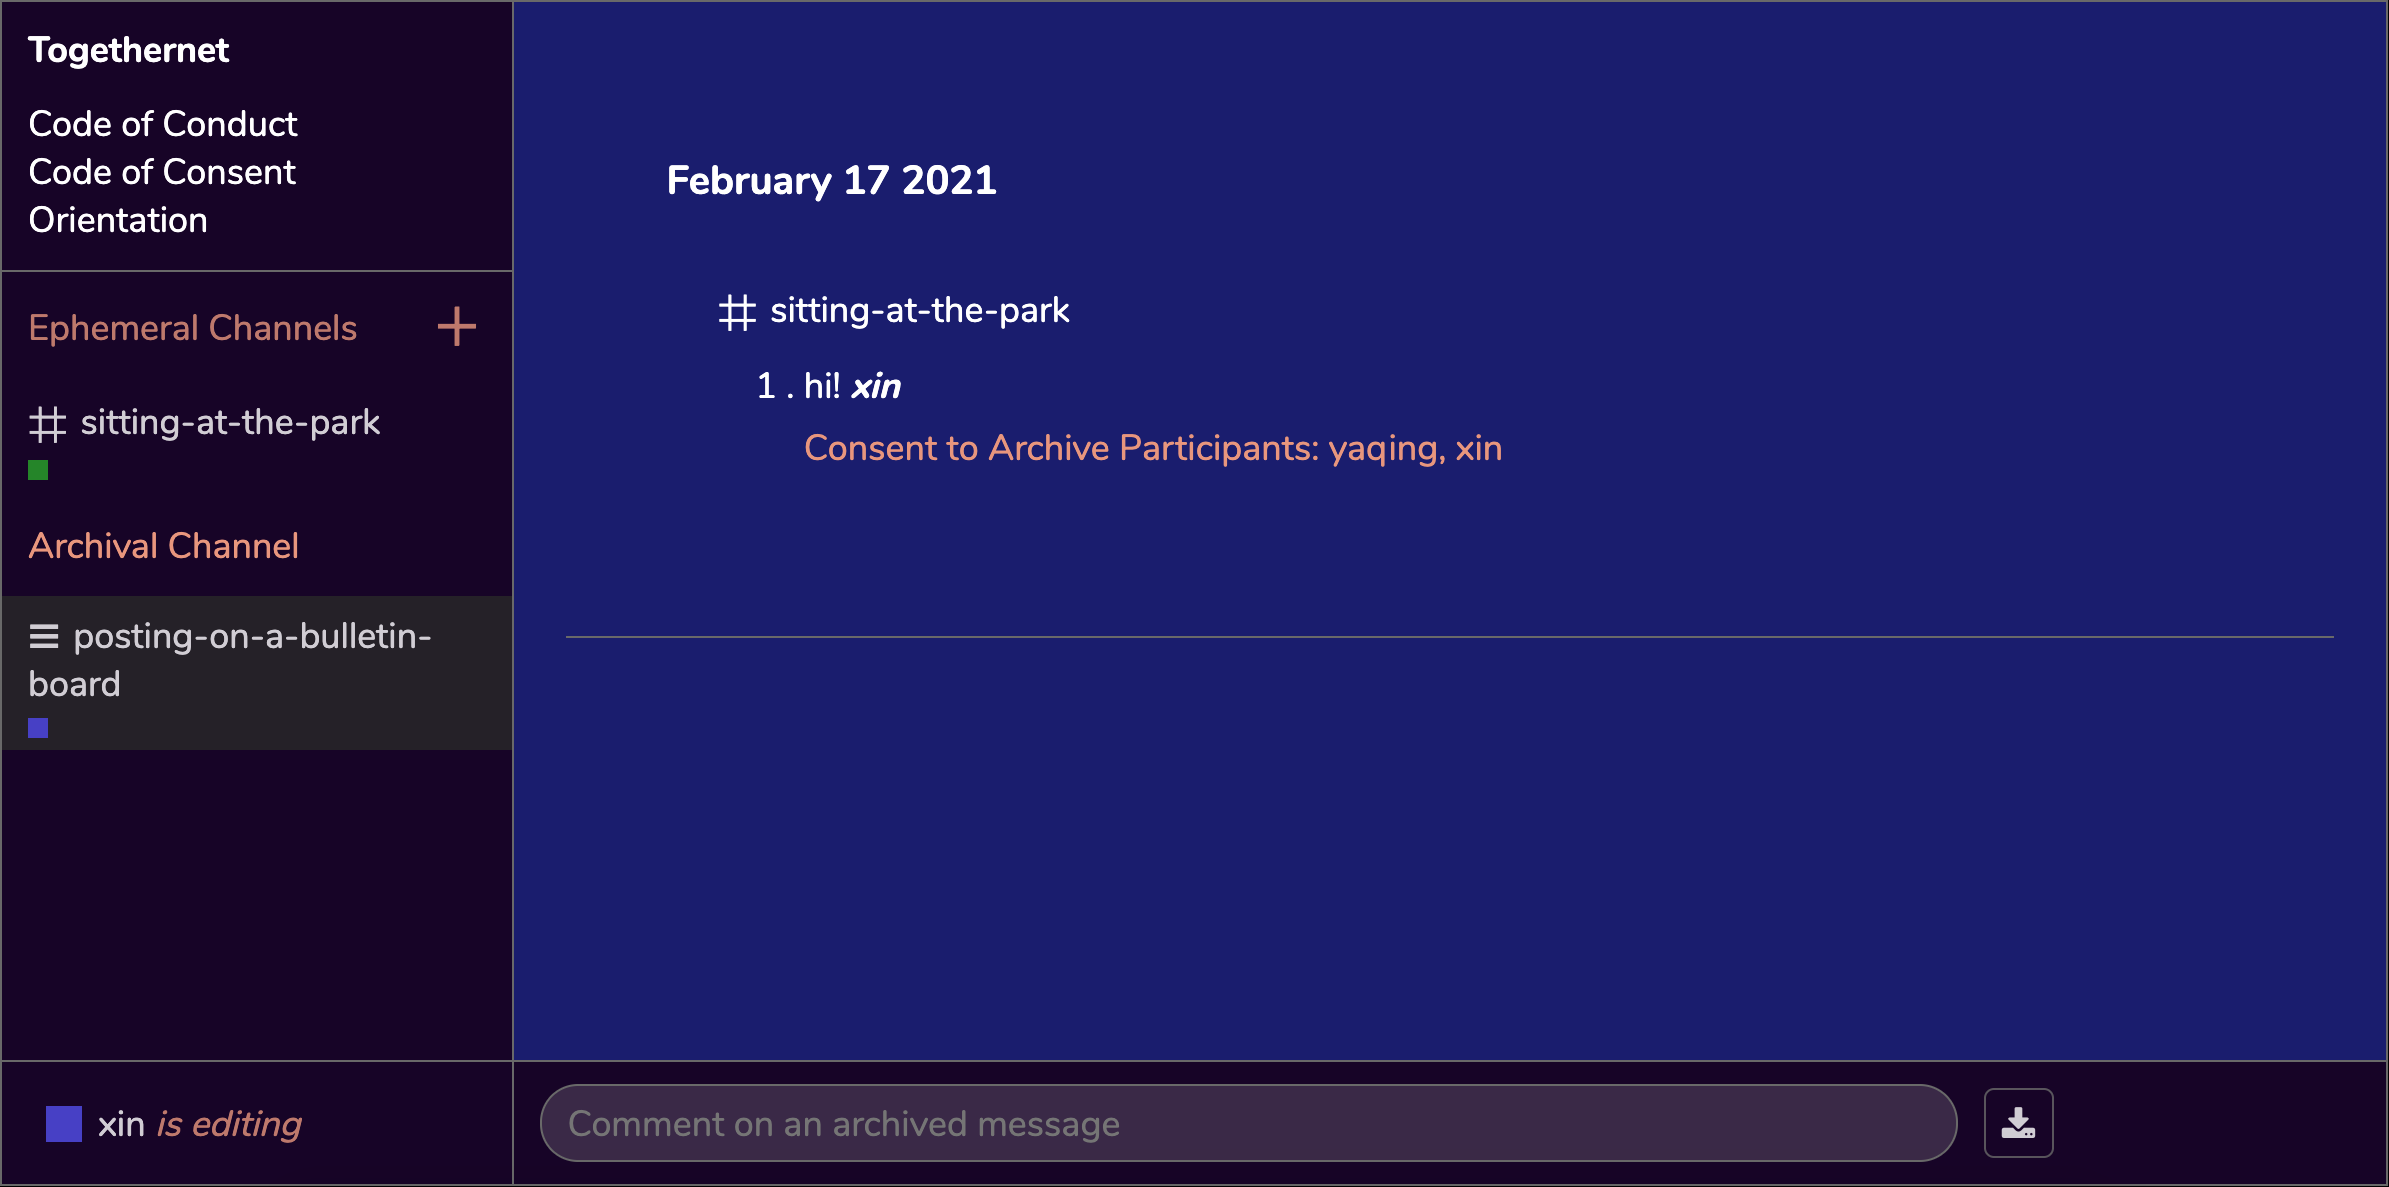 Togethernet
Code of Conduct
Code of Consent
Orientation
Ephemeral Channels
sitting-at-the-park
Archival Channel
posting-on-a-bulletin-
board
xin is editing
February 17 2021
sitting-at-the-park
1 . hi! xin
Consent to Archive Participants: yaqing, xin
Comment on an archived message